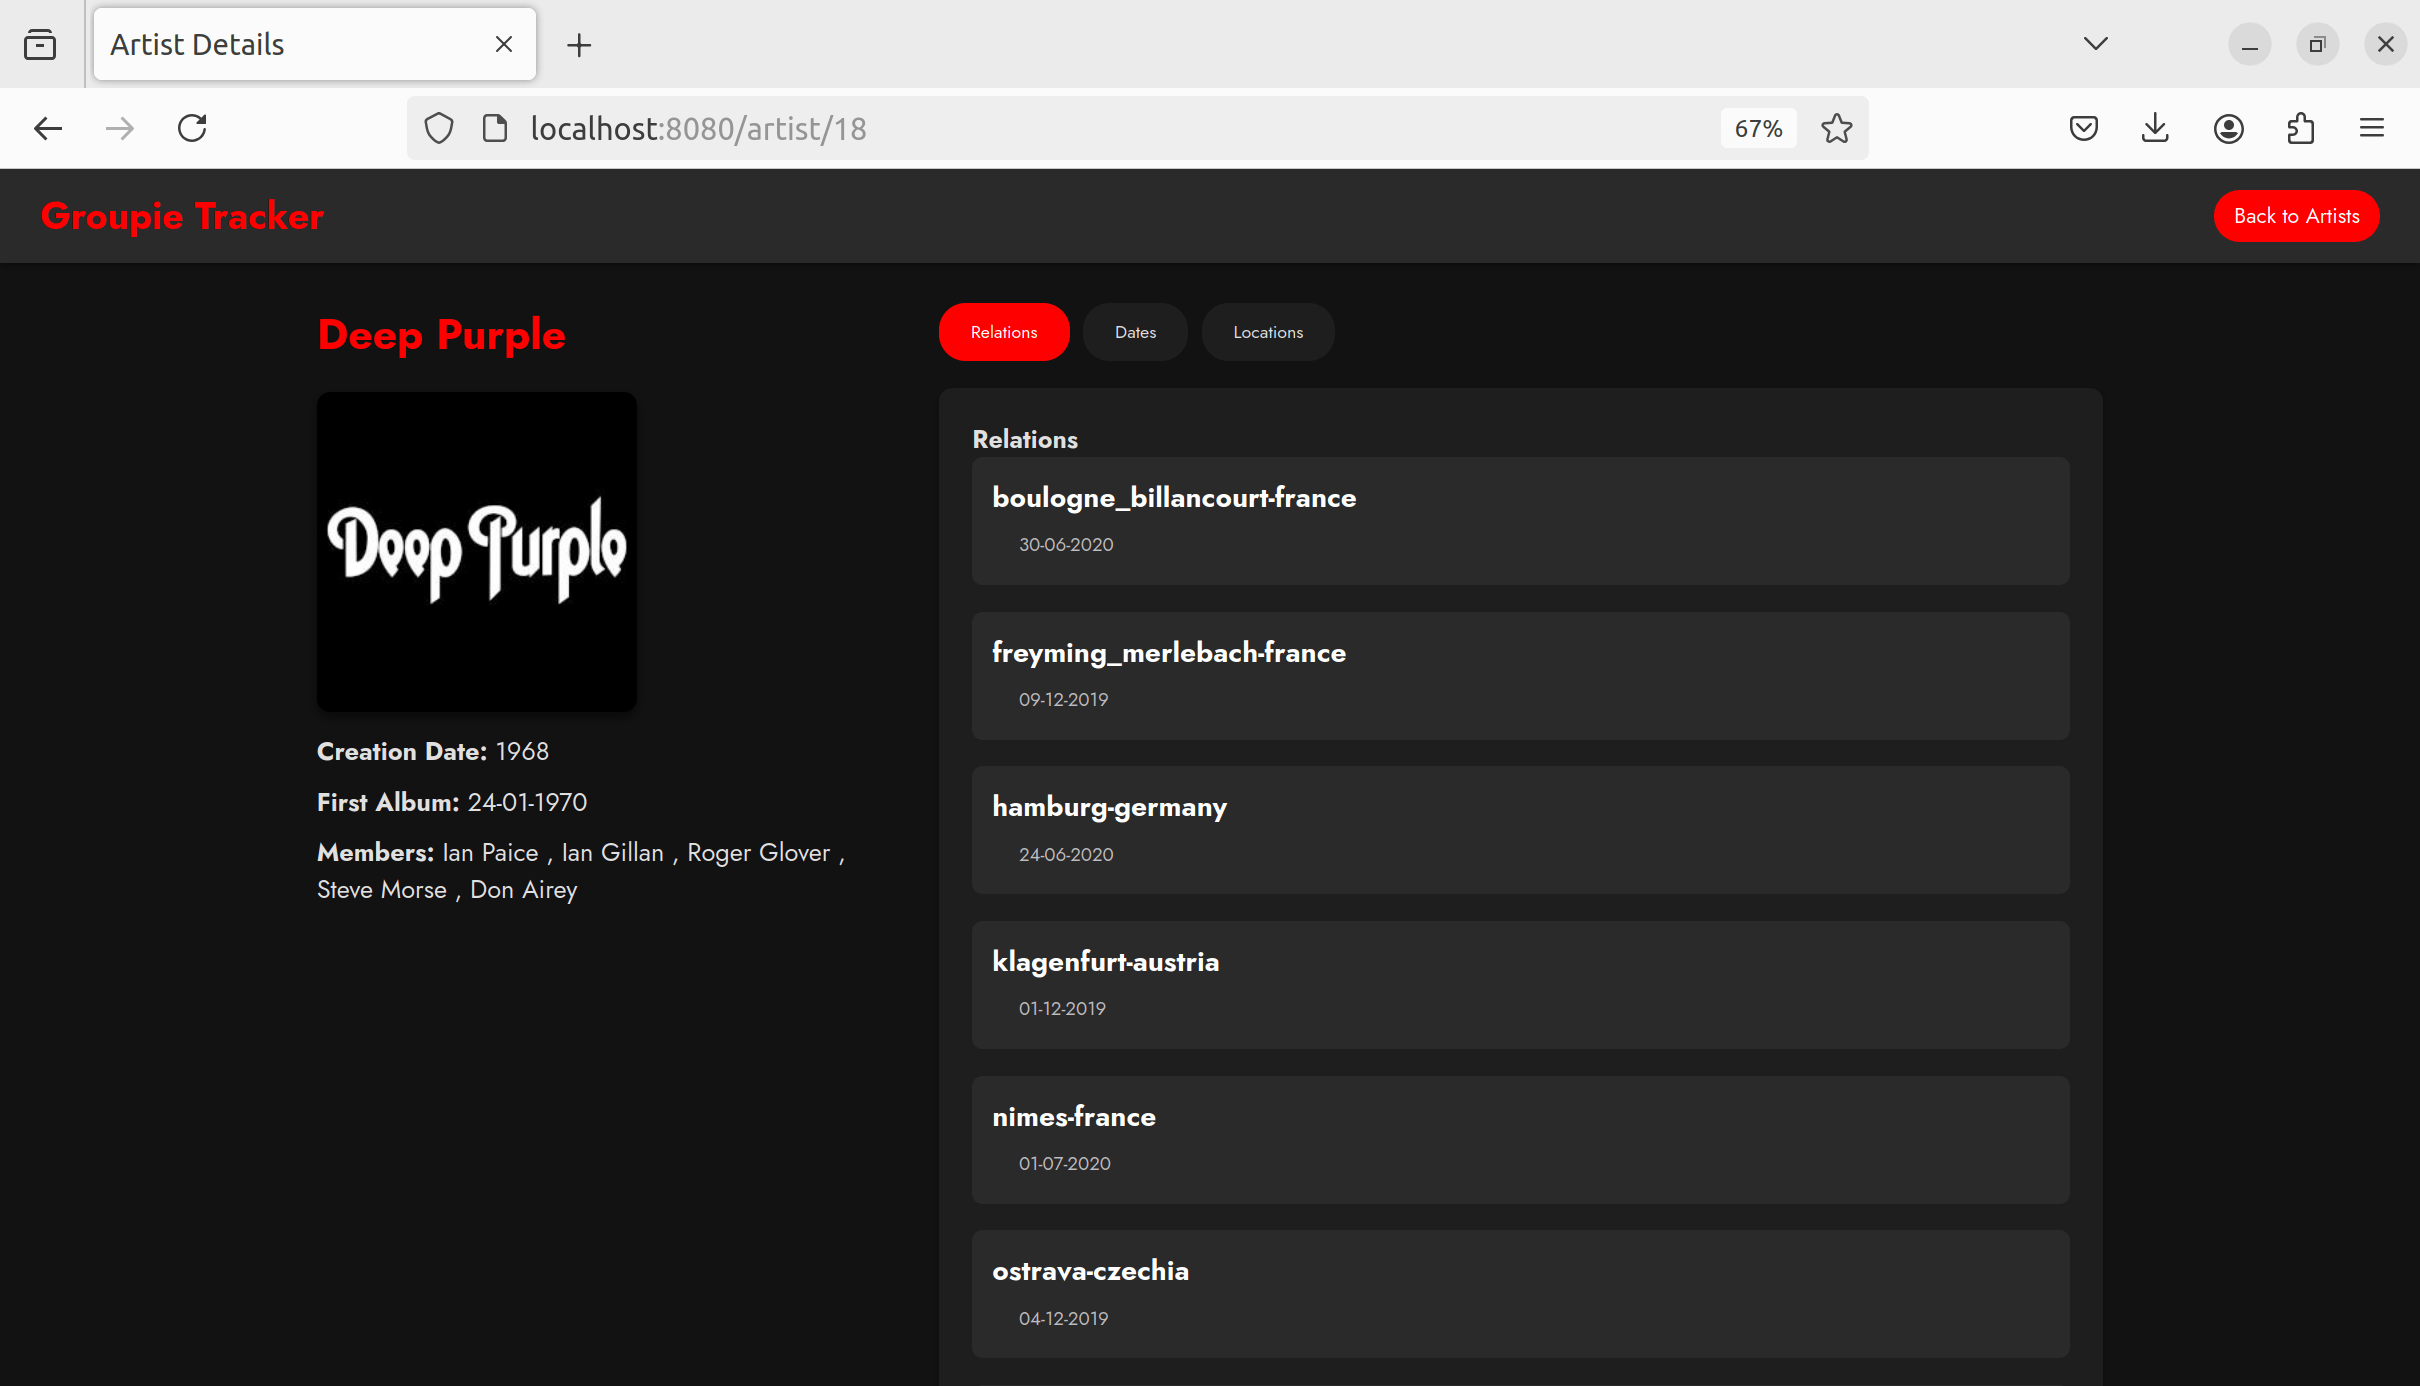 Artist Details
localhost:8080/artist/18
67%
Groupie Tracker
Back to Artists
Deep Purple
Deep Purple
Creation Date: 1968
First Album: 24-01-1970
Members: Ian Paice , Ian Gillan , Roger Glover ,
Steve Morse , Don Airey
Relations
Dates
Locations
Relations
boulogne_billancourt-france
30-06-2020
freyming_merlebach-france
09-12-2019
hamburg-germany
24-06-2020
klagenfurt-austria
01-12-2019
nimes-france
01-07-2020
ostrava-czechia
04-12-2019